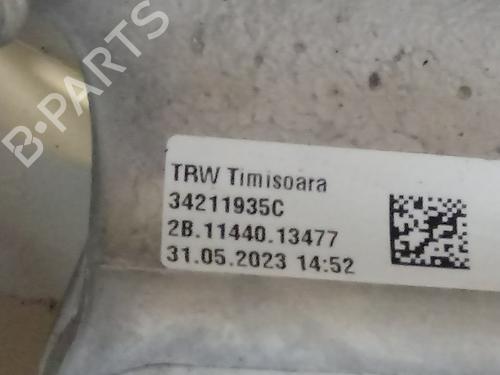 B-PARTS
TRW Timisoara
34211935C
2B.11440.13477
31.05.2023 14:52